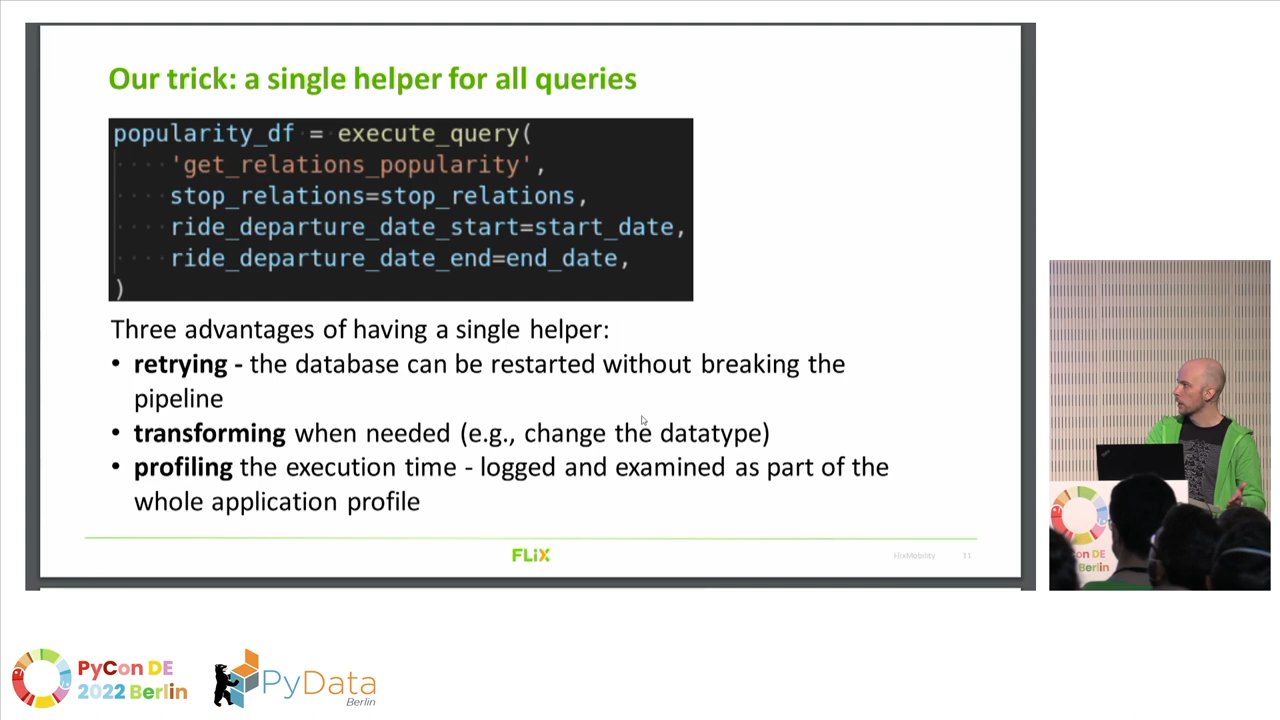 Our trick: a single helper for all queries
popularity_df = execute_query(
'get_relations_popularity',
stop_relations=stop_relations,
ride_departure_date_start=start_date,
ride_departure_date_end=end_date,
)
Three advantages of having a single helper:
• retrying - the database can be restarted without breaking the
pipeline
• transforming when needed (e.g., change the datatype)
• profiling the execution time - logged and examined as part of the
whole application profile
FLiX
FlixMobility
11
on DE
Berlin
PyCon DE
2022 Berlin
PyData
Berlin